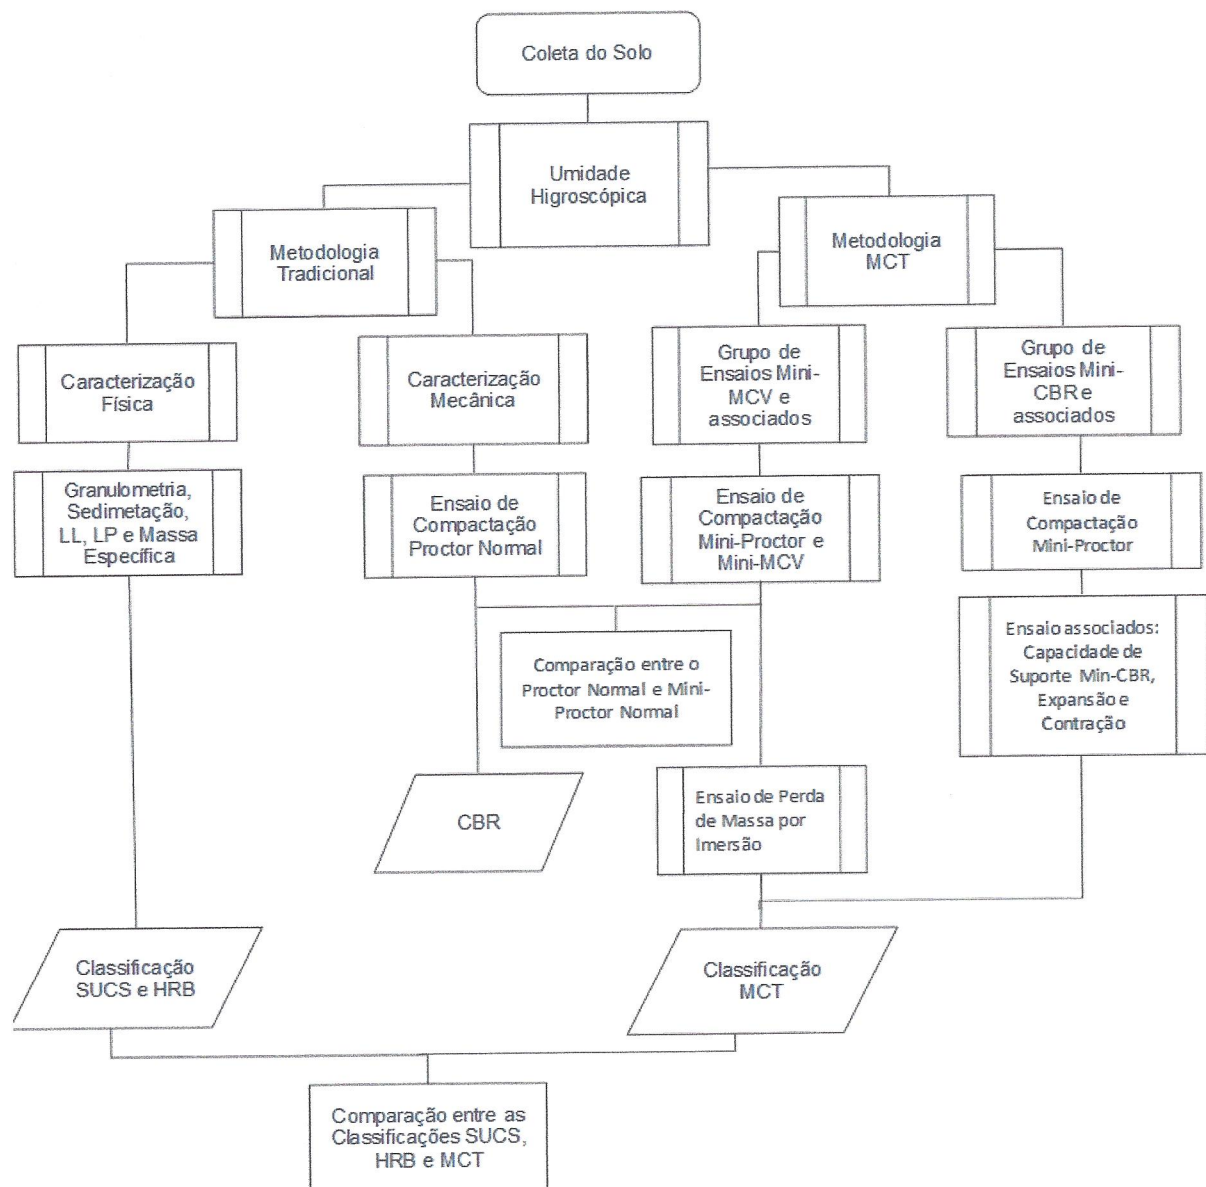 Coleta do Solo
Umidade
Higroscópica
Metodologia
Tradicional
Metodologia
MCT
Caracterização
Física
Caracterização
Mecânica
Grupo de
Ensaios Mini-
MCV e
associados
Grupo de
Ensaios Mini-
CBR e
associados
Granulometria,
Sedimetação,
LL, LP e Massa
Específica
Ensaio de
Compactação
Proctor Normal
Ensaio de
Compactação
Mini-Proctor e
Mini-MCV
Ensaio de
Compactação
Mini-Proctor
Comparação entre o
Proctor Normal e Mini-
Proctor Normal
Ensaio associados:
Capacidade de
Suporte Min-CBR,
Expansão e
Contração
CBR
Ensaio de Perda
de Massa por
Imersão
Classificação
SUCS e HRB
Classificação
MCT
Comparação entre as
Classificações SUCS,
HRB e MCT